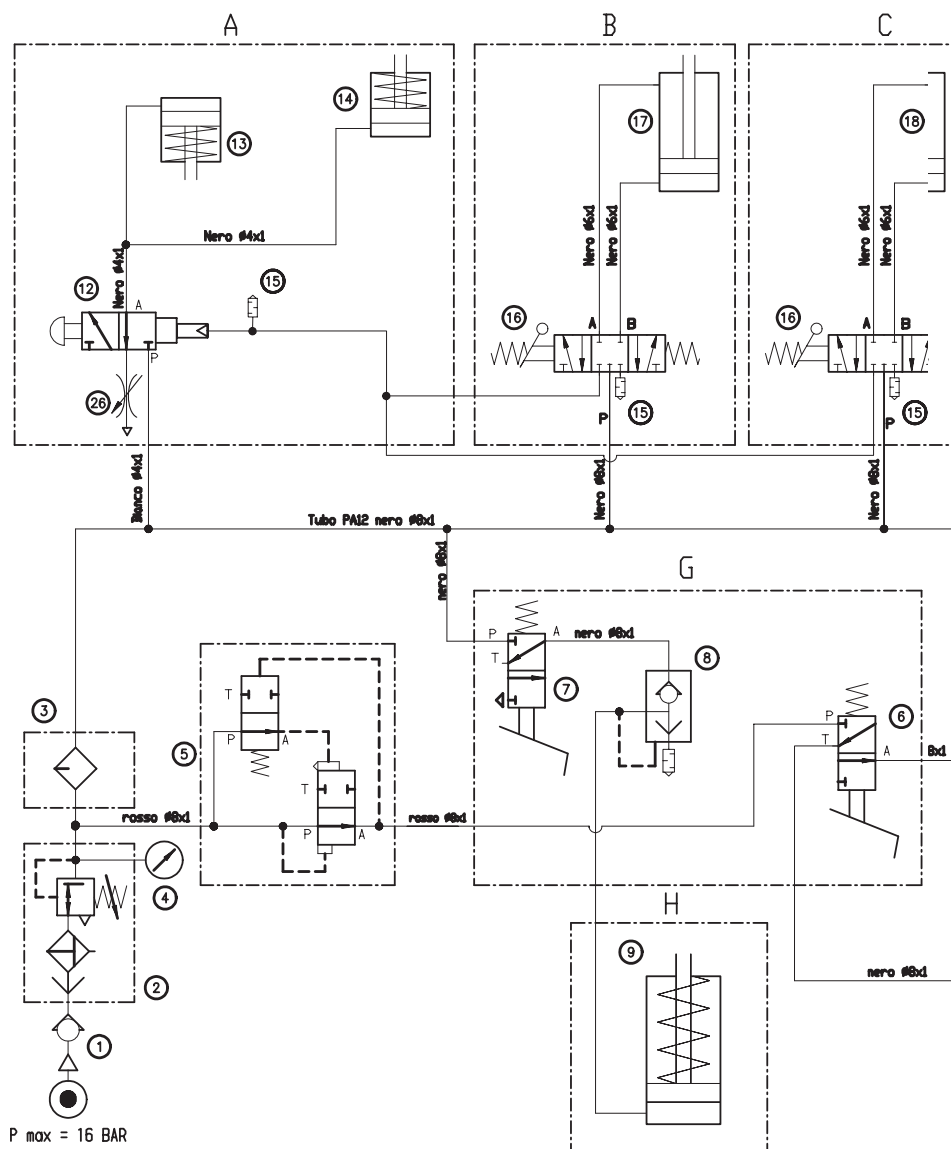 A
B
C
14
13
17
18
Nero Ø6x1
Nero Ø6x1
Nero Ø6x1
Nero Ø6x1
Nero Ø4x1
Nero Ø4x1
12
A
15
P
16
A
B
16
A
B
26
15
P
15
P
Bianco Ø4x1
Nero Ø8x1
Nero Ø8x1
Tubo PA12 nero Ø8x1
nero Ø8x1
G
P
A
nero Ø8x1
T
7
8
3
T
5
P
A
T
P
A
6
P
T
A
8x1
rosso Ø8x1
rosso Ø8x1
4
H
9
nero Ø8x1
2
1
P max = 16 BAR